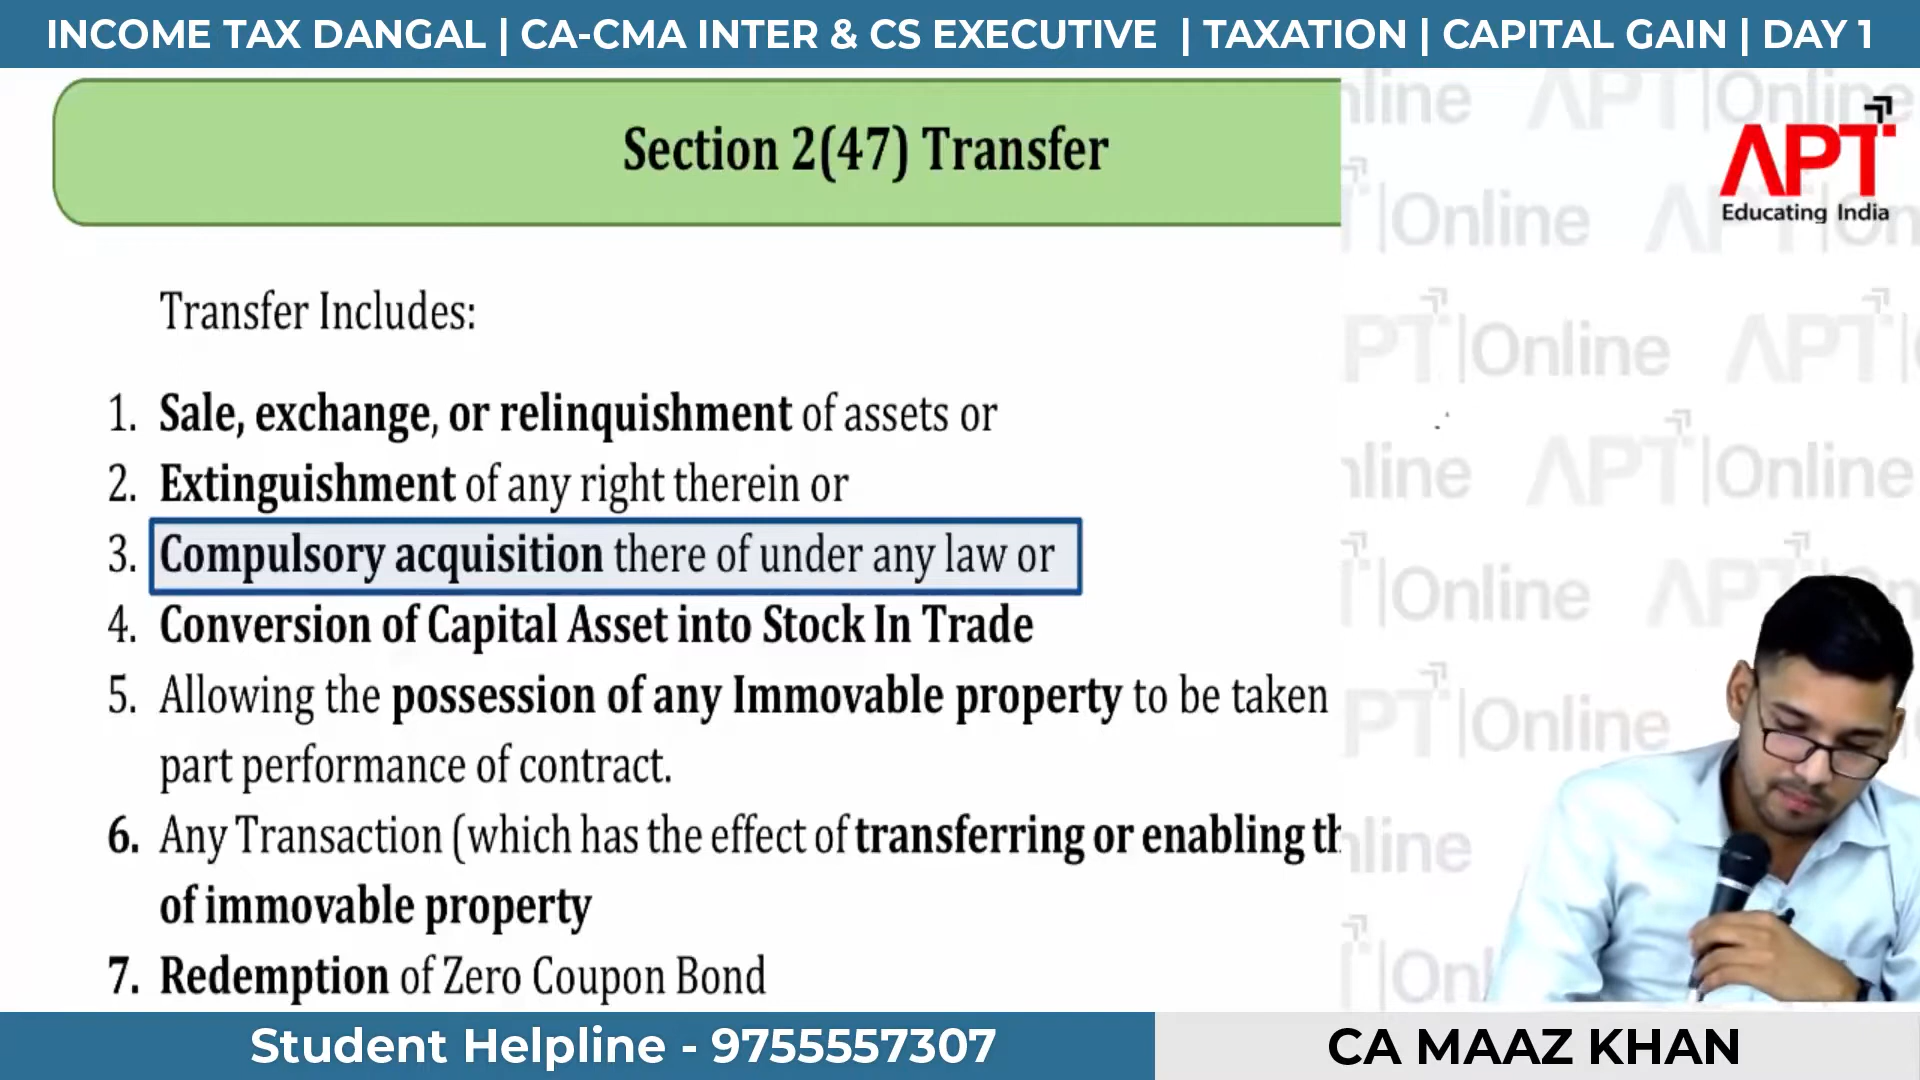 INCOME TAX DANGAL | CA-CMA INTER & CS EXECUTIVE | TAXATION | CAPITAL GAIN | DAY 1
Section 2(47) Transfer
APT
Educating India
Transfer Includes:
1. Sale, exchange, or relinquishment of assets or
2. Extinguishment of any right therein or
3. Compulsory acquisition there of under any law or
4. Conversion of Capital Asset into Stock In Trade
5. Allowing the possession of any Immovable property to be taken
part performance of contract.
6. Any Transaction (which has the effect of transferring or enabling
of immovable property
7. Redemption of Zero Coupon Bond
APT|Online
Student Helpline - 9755557307
CA MAAZ KHAN